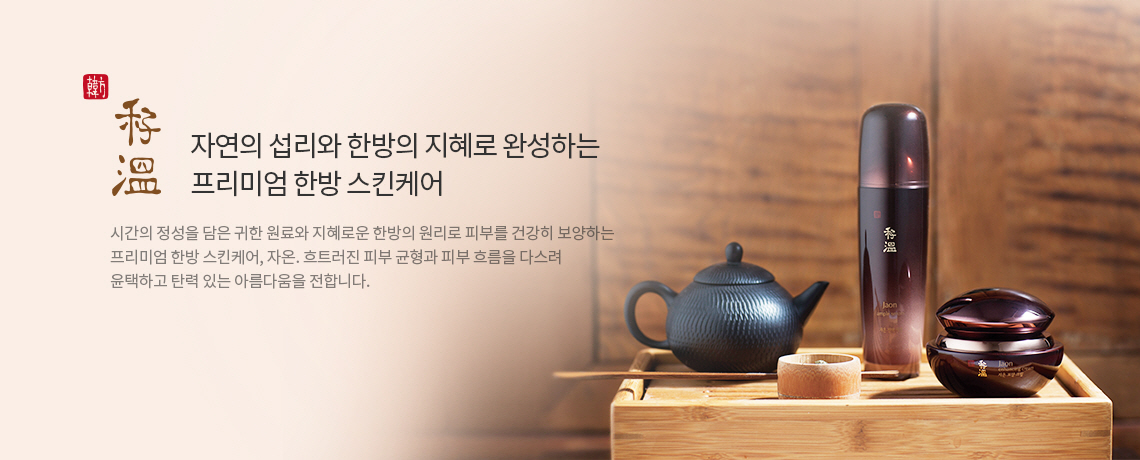 자연의 섭리와 한방의 지혜로 완성하는
프리미엄 한방 스킨케어
시간의 정성을 담은 귀한 원료와 지혜로운 한방의 원리로 피부를 건강히 보양하는
프리미엄 한방 스킨케어, 자온. 흐트러진 피부 균형과 피부 흐름을 다스려
윤택하고 탄력 있는 아름다움을 전합니다.
溫
Jaon
溫
Jaon